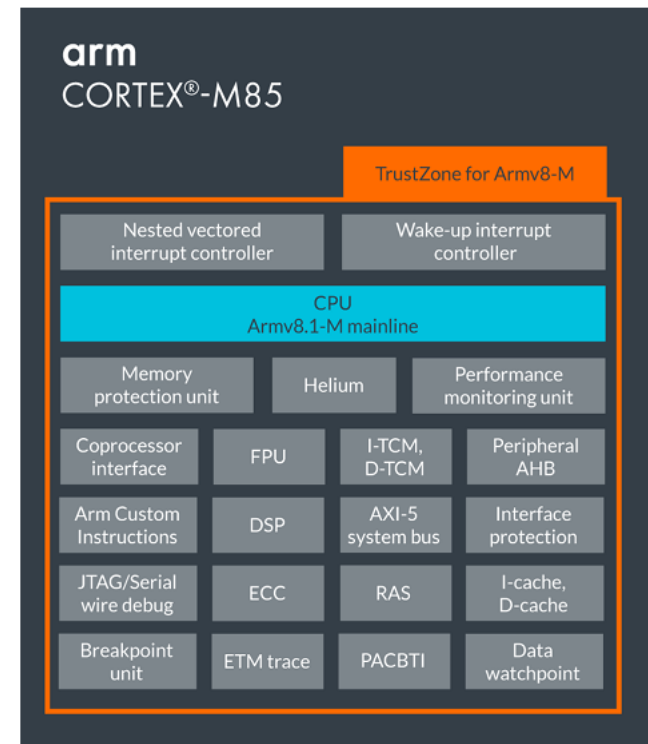 arm
CORTEX®-M85
TrustZone for Armv8-M
Nested vectored
interrupt controller
Wake-up interrupt
controller
CPU
Armv8.1-M mainline
Memory
protection unit
Helium
Performance
monitoring unit
Coprocessor
interface
FPU
I-TCM,
D-TCM
Peripheral
AHB
Arm Custom
Instructions
DSP
AXI-5
system bus
Interface
protection
JTAG/Serial
wire debug
ECC
RAS
I-cache,
D-cache
Breakpoint
unit
ETM trace
PACBTI
Data
watchpoint